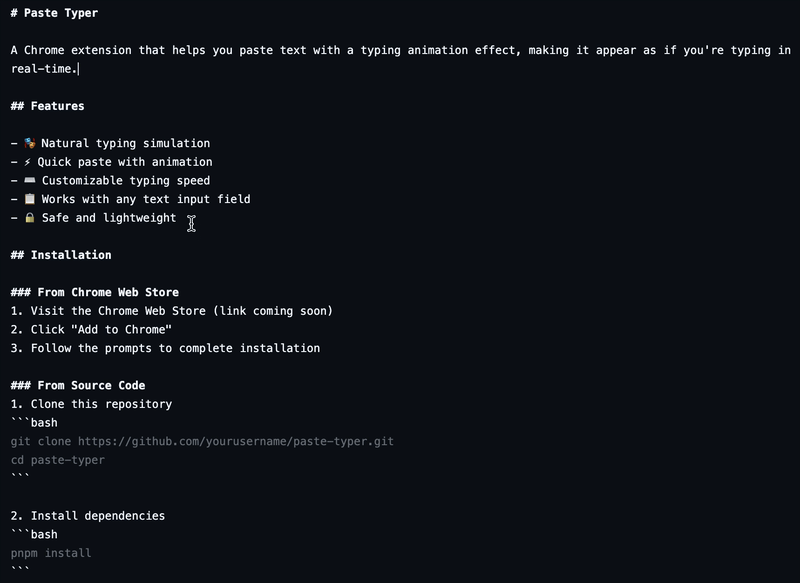 # Paste Typer
A Chrome extension that helps you paste text with a typing animation effect, making it appear as if you're typing in
real-time.
## Features
- 🎭 Natural typing simulation
- ⚡ Quick paste with animation
- ⌨️ Customizable typing speed
- 📋 Works with any text input field
- 🔒 Safe and lightweight
## Installation
### From Chrome Web Store
1. Visit the Chrome Web Store (link coming soon)
2. Click "Add to Chrome"
3. Follow the prompts to complete installation
### From Source Code
1. Clone this repository
```bash
git clone https://github.com/yourusername/paste-typer.git
cd paste-typer
```
2. Install dependencies
```bash
pnpm install
```